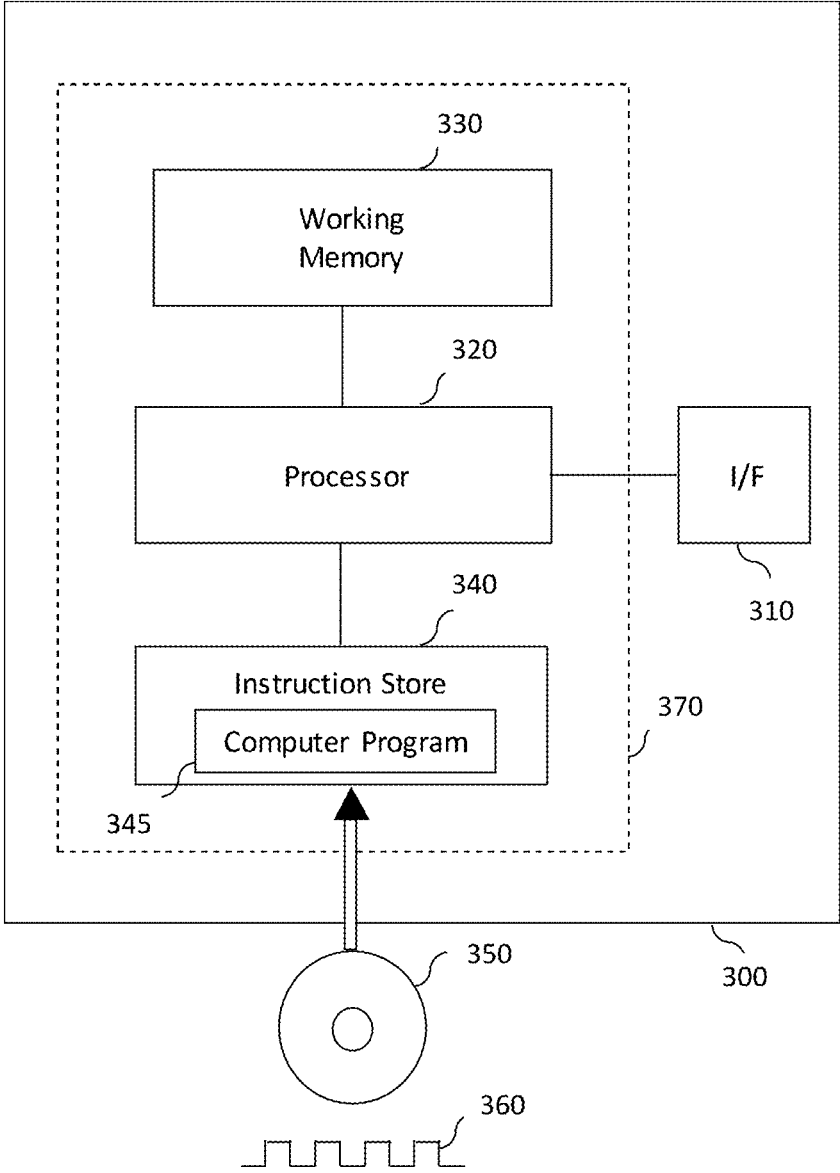 330
Working
Memory
320
Processor
I/F
310
340
Instruction Store
370
Computer Program
345
350
300
360